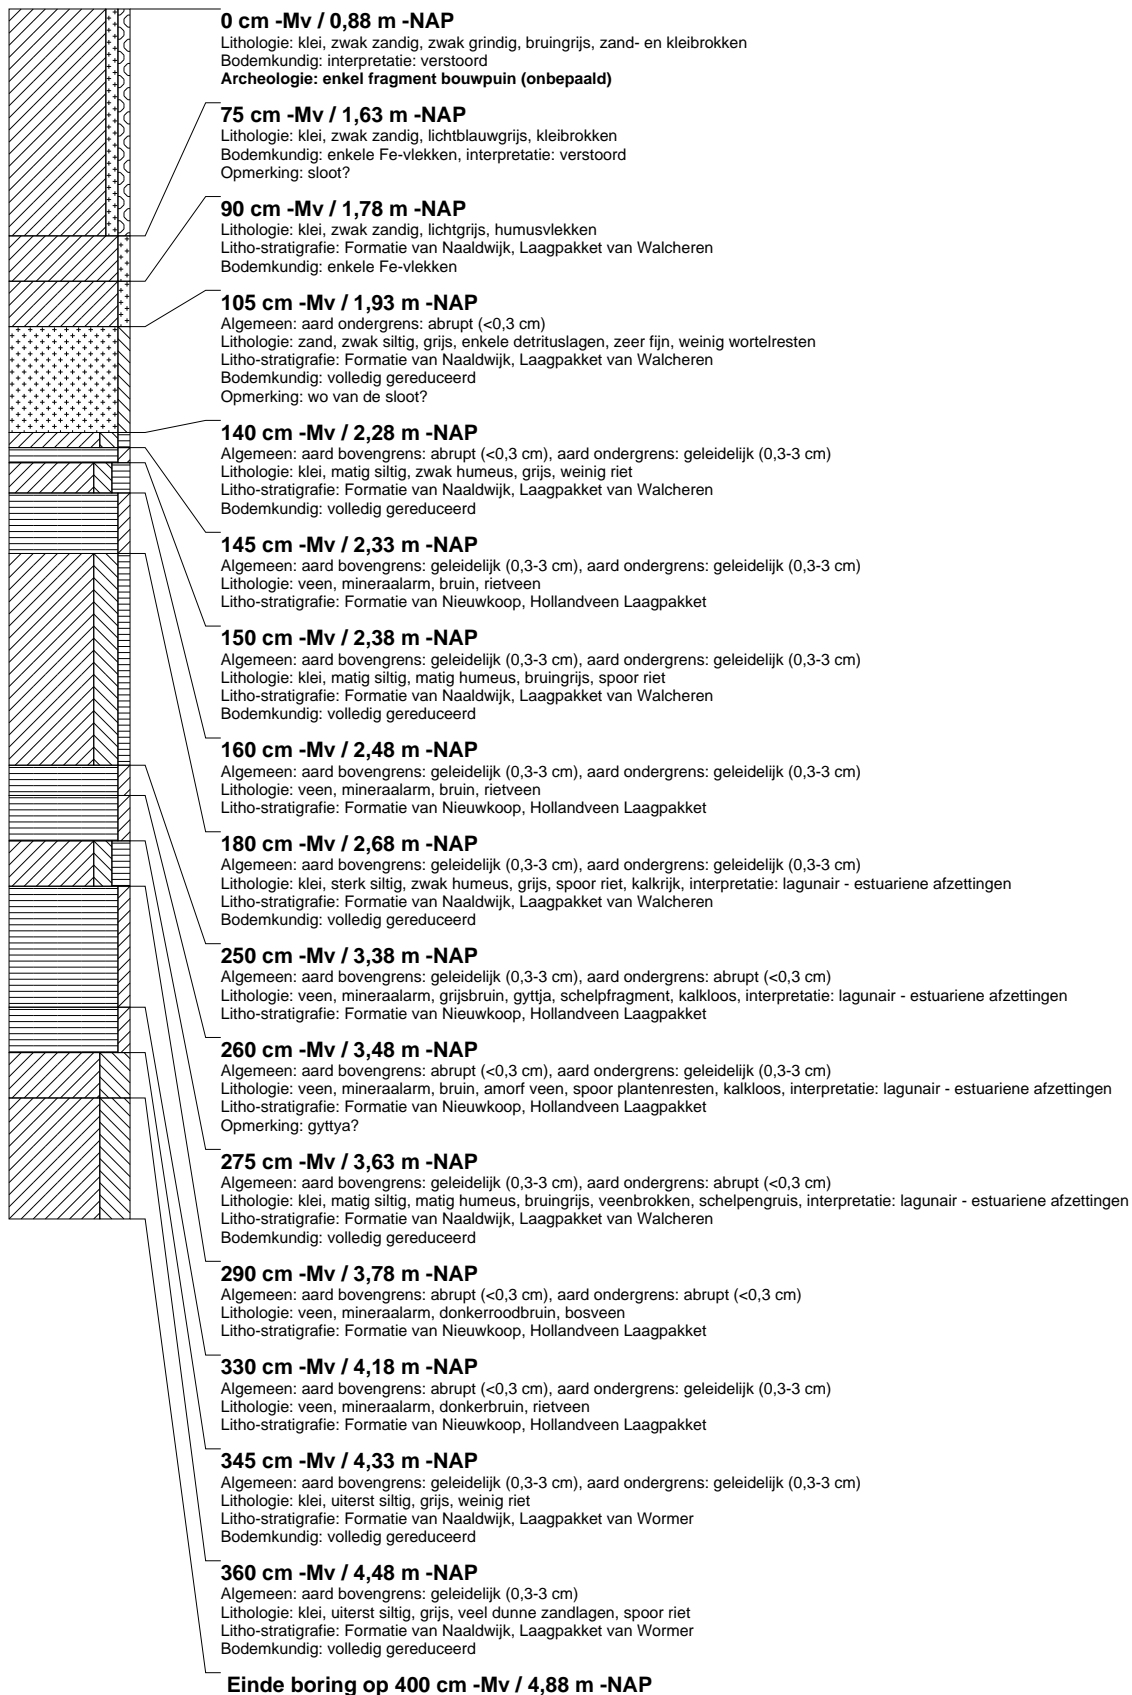 0 cm -Mv / 0,88 m -NAP
Lithologie: klei, zwak zandig, zwak grindig, bruingrijs, zand- en kleibrokken
Bodemkundig: interpretatie: verstoord
Archeologie: enkel fragment bouwpuin (onbepaald)
75 cm -Mv / 1,63 m -NAP
Lithologie: klei, zwak zandig, lichtblauwgrijs, kleibrokken
Bodemkundig: enkele Fe-vlekken, interpretatie: verstoord
Opmerking: sloot?
90 cm -Mv / 1,78 m -NAP
Lithologie: klei, zwak zandig, lichtgrijs, humusvlekken
Litho-stratigrafie: Formatie van Naaldwijk, Laagpakket van Walcheren
Bodemkundig: enkele Fe-vlekken
105 cm -Mv / 1,93 m -NAP
Algemeen: aard ondergrens: abrupt (<0,3 cm)
Lithologie: zand, zwak siltig, grijs, enkele detrituslagen, zeer fijn, weinig wortelresten
Litho-stratigrafie: Formatie van Naaldwijk, Laagpakket van Walcheren
Bodemkundig: volledig gereduceerd
Opmerking: wo van de sloot?
140 cm -Mv / 2,28 m -NAP
Algemeen: aard bovengrens: abrupt (<0,3 cm), aard ondergrens: geleidelijk (0,3-3 cm)
Lithologie: klei, matig siltig, zwak humeus, grijs, weinig riet
Litho-stratigrafie: Formatie van Naaldwijk, Laagpakket van Walcheren
Bodemkundig: volledig gereduceerd
145 cm -Mv / 2,33 m -NAP
Algemeen: aard bovengrens: geleidelijk (0,3-3 cm), aard ondergrens: geleidelijk (0,3-3 cm)
Lithologie: veen, mineraalarm, bruin, rietveen
Litho-stratigrafie: Formatie van Nieuwkoop, Hollandveen Laagpakket
150 cm -Mv / 2,38 m -NAP
Algemeen: aard bovengrens: geleidelijk (0,3-3 cm), aard ondergrens: geleidelijk (0,3-3 cm)
Lithologie: klei, matig siltig, matig humeus, bruingrijs, spoor riet
Litho-stratigrafie: Formatie van Naaldwijk, Laagpakket van Walcheren
Bodemkundig: volledig gereduceerd
160 cm -Mv / 2,48 m -NAP
Algemeen: aard bovengrens: geleidelijk (0,3-3 cm), aard ondergrens: geleidelijk (0,3-3 cm)
Lithologie: veen, mineraalarm, bruin, rietveen
Litho-stratigrafie: Formatie van Nieuwkoop, Hollandveen Laagpakket
180 cm -Mv / 2,68 m -NAP
Algemeen: aard bovengrens: geleidelijk (0,3-3 cm), aard ondergrens: geleidelijk (0,3-3 cm)
Lithologie: klei, sterk siltig, zwak humeus, grijs, spoor riet, kalkrijk, interpretatie: lagunair - estuariene afzettingen
Litho-stratigrafie: Formatie van Naaldwijk, Laagpakket van Walcheren
Bodemkundig: volledig gereduceerd
250 cm -Mv / 3,38 m -NAP
Algemeen: aard bovengrens: geleidelijk (0,3-3 cm), aard ondergrens: abrupt (<0,3 cm)
Lithologie: veen, mineraalarm, grijsbruin, gyttja, schelpfragment, kalkloos, interpretatie: lagunair - estuariene afzettingen
Litho-stratigrafie: Formatie van Nieuwkoop, Hollandveen Laagpakket
260 cm -Mv / 3,48 m -NAP
Algemeen: aard bovengrens: abrupt (<0,3 cm), aard ondergrens: geleidelijk (0,3-3 cm)
Lithologie: veen, mineraalarm, bruin, amorf veen, spoor plantenresten, kalkloos, interpretatie: lagunair - estuariene afzettingen
Litho-stratigrafie: Formatie van Nieuwkoop, Hollandveen Laagpakket
Opmerking: gyttya?
275 cm -Mv / 3,63 m -NAP
Algemeen: aard bovengrens: geleidelijk (0,3-3 cm), aard ondergrens: abrupt (<0,3 cm)
Lithologie: klei, matig siltig, matig humeus, bruingrijs, veenbrokken, schelpengruis, interpretatie: lagunair - estuariene afzettingen
Litho-stratigrafie: Formatie van Naaldwijk, Laagpakket van Walcheren
Bodemkundig: volledig gereduceerd
290 cm -Mv / 3,78 m -NAP
Algemeen: aard bovengrens: abrupt (<0,3 cm), aard ondergrens: abrupt (<0,3 cm)
Lithologie: veen, mineraalarm, donkerroodbruin, bosveen
Litho-stratigrafie: Formatie van Nieuwkoop, Hollandveen Laagpakket
330 cm -Mv / 4,18 m -NAP
Algemeen: aard bovengrens: abrupt (<0,3 cm), aard ondergrens: geleidelijk (0,3-3 cm)
Lithologie: veen, mineraalarm, donkerbruin, rietveen
Litho-stratigrafie: Formatie van Nieuwkoop, Hollandveen Laagpakket
345 cm -Mv / 4,33 m -NAP
Algemeen: aard bovengrens: geleidelijk (0,3-3 cm), aard ondergrens: geleidelijk (0,3-3 cm)
Lithologie: klei, uiterst siltig, grijs, weinig riet
Litho-stratigrafie: Formatie van Naaldwijk, Laagpakket van Wormer
Bodemkundig: volledig gereduceerd
360 cm -Mv / 4,48 m -NAP
Algemeen: aard bovengrens: geleidelijk (0,3-3 cm)
Lithologie: klei, uiterst siltig, grijs, veel dunne zandlagen, spoor riet
Litho-stratigrafie: Formatie van Naaldwijk, Laagpakket van Wormer
Bodemkundig: volledig gereduceerd
Einde boring op 400 cm -Mv / 4,88 m -NAP